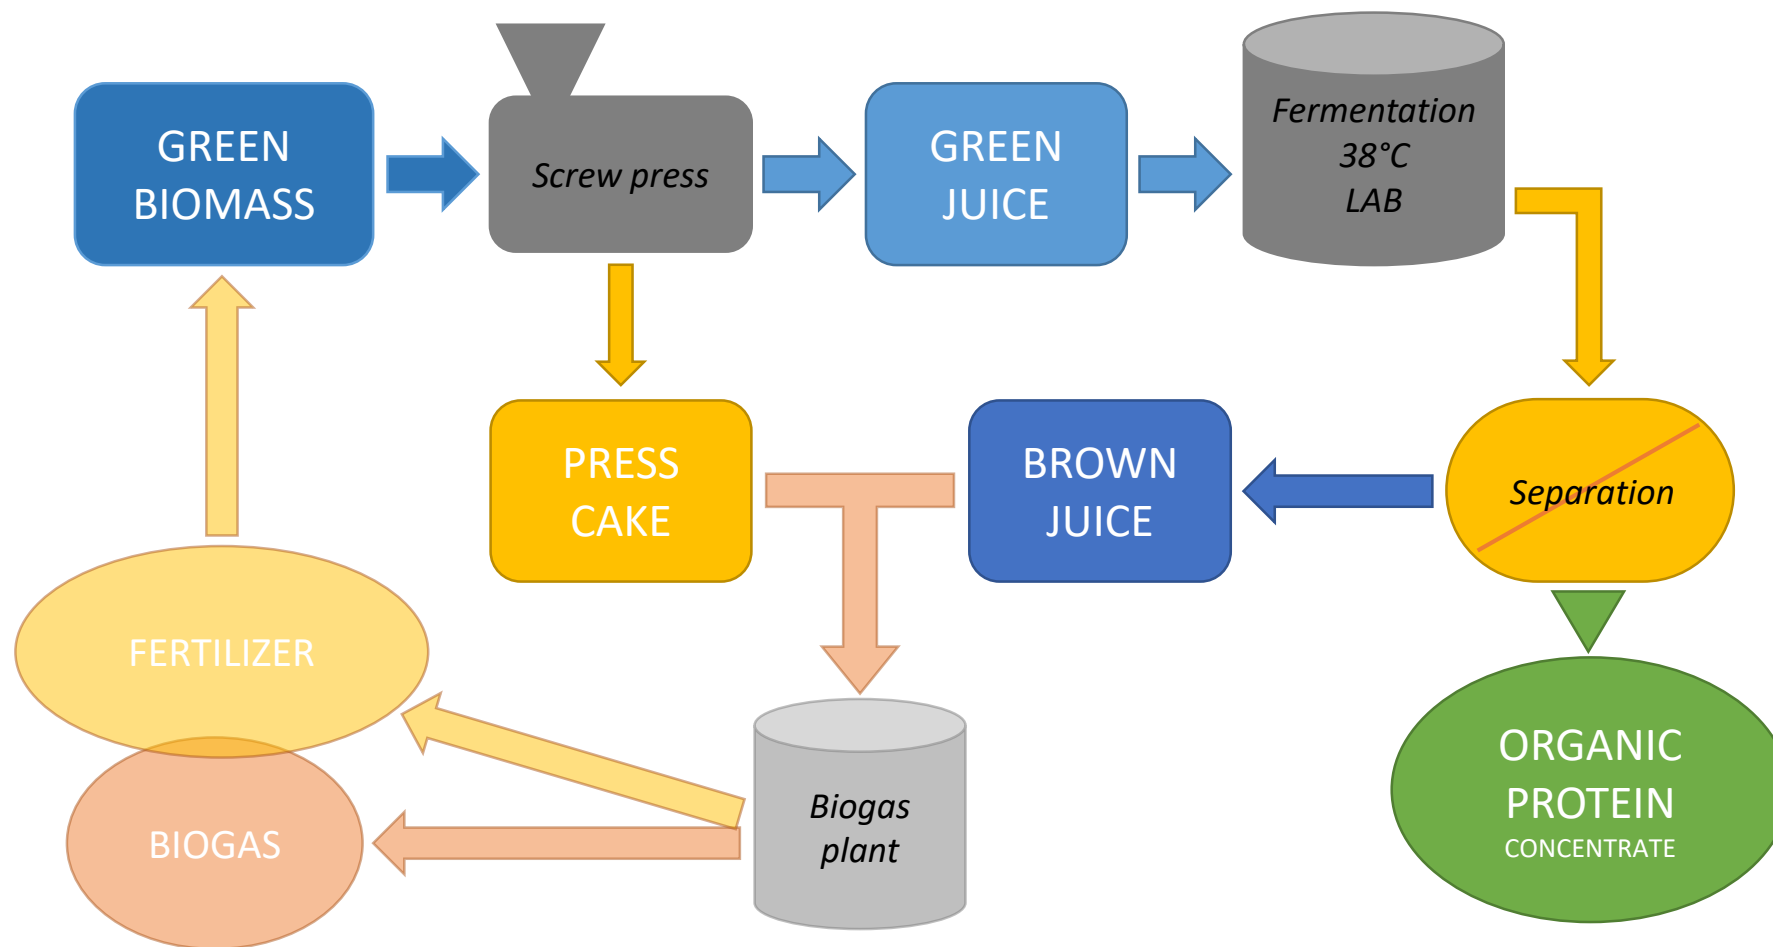 GREEN
BIOMASS
Screw press
GREEN
JUICE
Fermentation
38°C
LAB
PRESS
CAKE
BROWN
JUICE
Separation
FERTILIZER
BIOGAS
Biogas
plant
ORGANIC
PROTEIN
CONCENTRATE